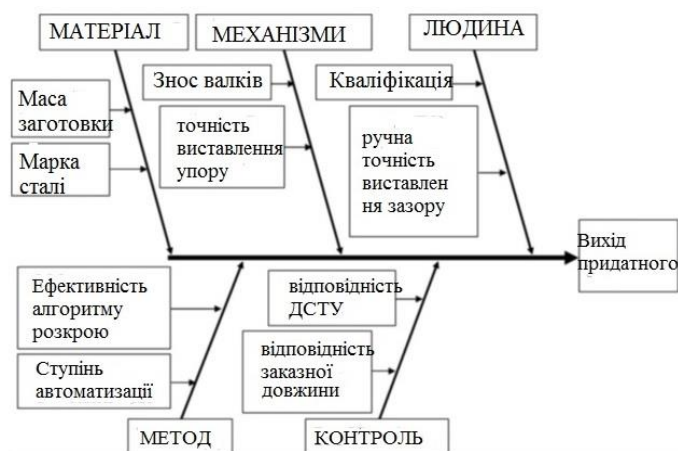 МАТЕРІАЛ
МЕХАНІЗМИ
ЛЮДИНА
Маса
заготовки
Марка
сталі
Знос валків
точність
виставлення
упору
Кваліфікація
ручна
точність
виставлен
ня зазору
Вихід
придатного
Ефективність
алгоритму
розкрою
Ступінь
автоматизації
відповідність
ДСТУ
відповідність
заказної
довжини
МЕТОД
КОНТРОЛЬ